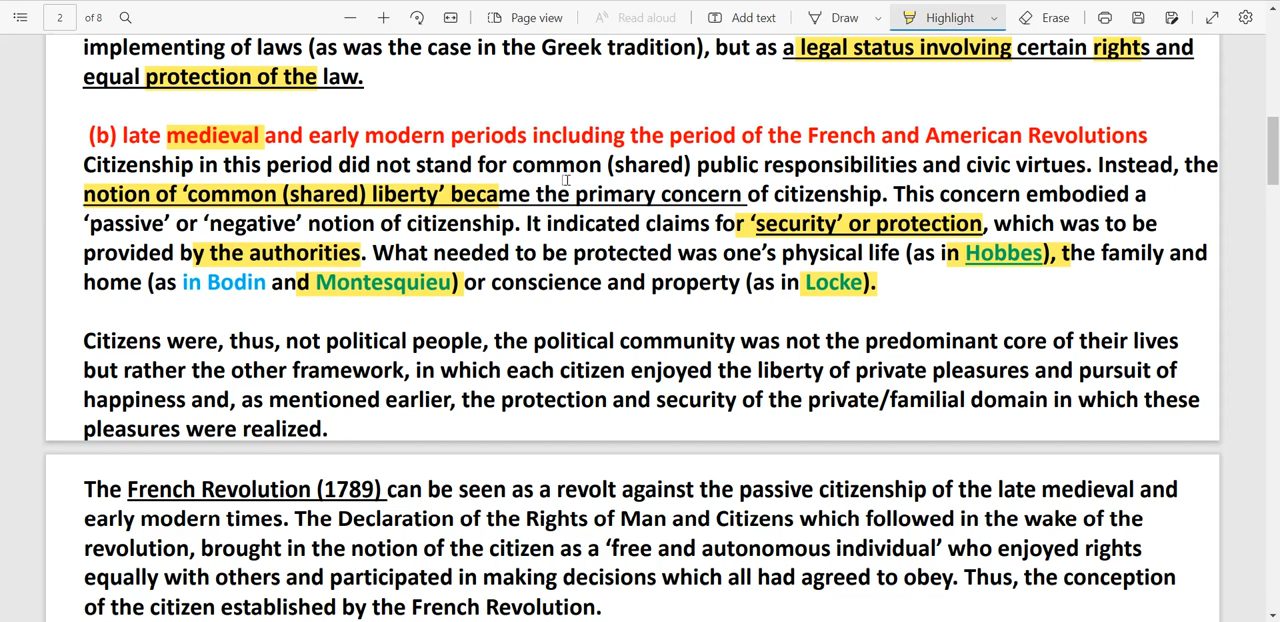 2 of 8 Page view Read aloud Add text Draw Highlight Erase
implementing of laws (as was the case in the Greek tradition), but as a legal status involving certain rights and
equal protection of the law.
(b) late medieval and early modern periods including the period of the French and American Revolutions
Citizenship in this period did not stand for common (shared) public responsibilities and civic virtues. Instead, the
notion of ‘common (shared) liberty’ became the primary concern of citizenship. This concern embodied a
‘passive’ or ‘negative’ notion of citizenship. It indicated claims for ‘security’ or protection, which was to be
provided by the authorities. What needed to be protected was one’s physical life (as in Hobbes), the family and
home (as in Bodin and Montesquieu) or conscience and property (as in Locke).
Citizens were, thus, not political people, the political community was not the predominant core of their lives
but rather the other framework, in which each citizen enjoyed the liberty of private pleasures and pursuit of
happiness and, as mentioned earlier, the protection and security of the private/familial domain in which these
pleasures were realized.
The French Revolution (1789) can be seen as a revolt against the passive citizenship of the late medieval and
early modern times. The Declaration of the Rights of Man and Citizens which followed in the wake of the
revolution, brought in the notion of the citizen as a ‘free and autonomous individual’ who enjoyed rights
equally with others and participated in making decisions which all had agreed to obey. Thus, the conception
of the citizen established by the French Revolution.